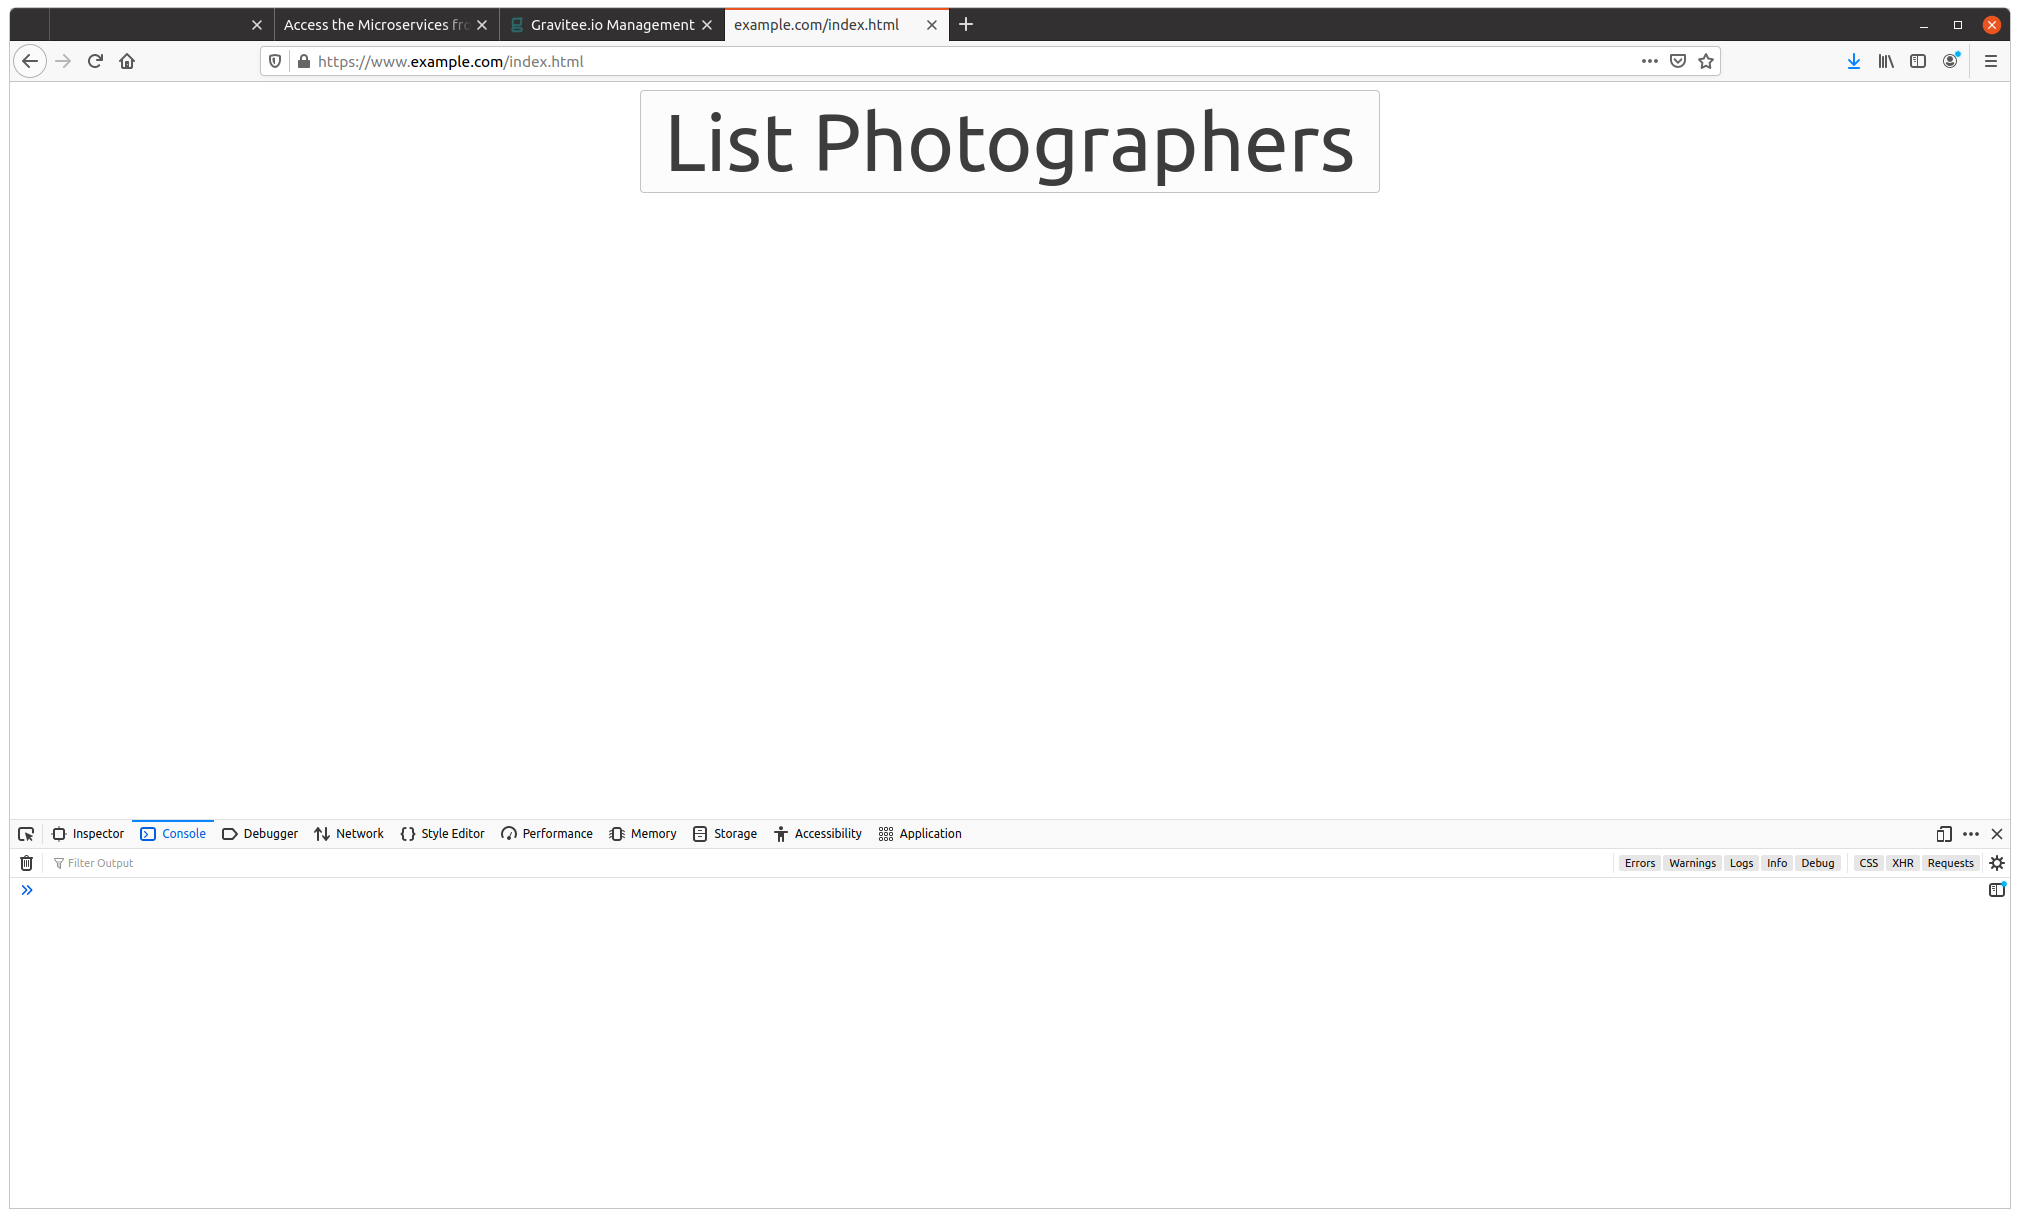 Access the Microservices fro
Gravitee.io Management
example.com/index.html
https://www.example.com/index.html
List Photographers
Inspector Console Debugger Network Style Editor Performance Memory Storage Accessibility Application
Filter Output Errors Warnings Logs Info Debug CSS XHR Requests